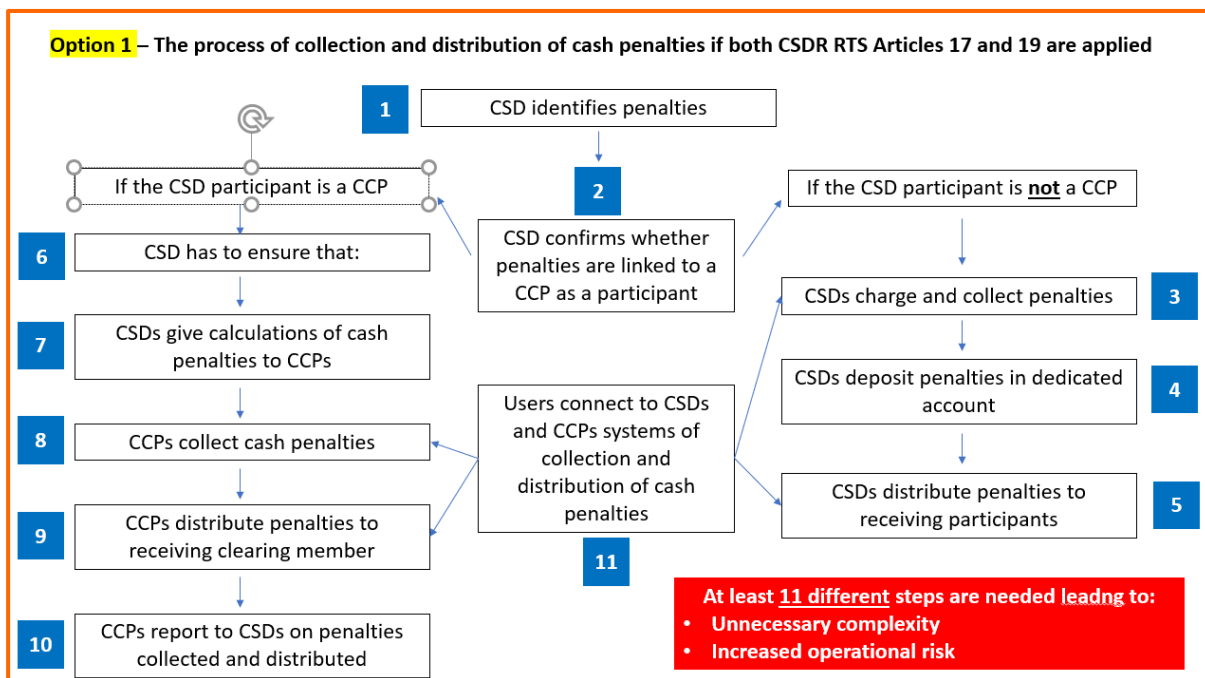 Option 1 – The process of collection and distribution of cash penalties if both CSDR RTS Articles 17 and 19 are applied
1
CSD identifies penalties
If the CSD participant is a CCP
2
If the CSD participant is not a CCP
CSD confirms whether
penalties are linked to a
CCP as a participant
6
CSD has to ensure that:
CSDs charge and collect penalties
3
7
CSDs give calculations of cash
penalties to CCPs
CSDs deposit penalties in dedicated
account
4
8
CCPs collect cash penalties
Users connect to CSDs
and CCPs systems of
collection and
distribution of cash
penalties
11
CSDs distribute penalties to
receiving participants
5
9
CCPs distribute penalties to
receiving clearing member
10
CCPs report to CSDs on penalties
collected and distributed
At least 11 different steps are needed leadng to:
• Unnecessary complexity
• Increased operational risk